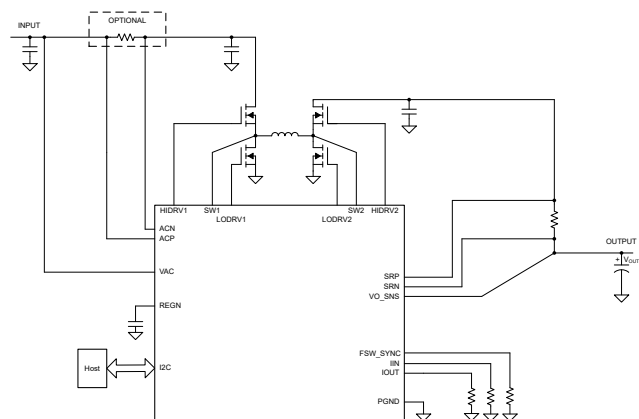 OPTIONAL
INPUT
HIDRV1
SW1
LODRV1
LODRV2
SW2
HIDRV2
ACN
ACP
VAC
REGN
Host
I2C
SRP
SRN
VO_SNS
OUTPUT
+ VOUT
FSW_SYNC
IIN
IOUT
PGND